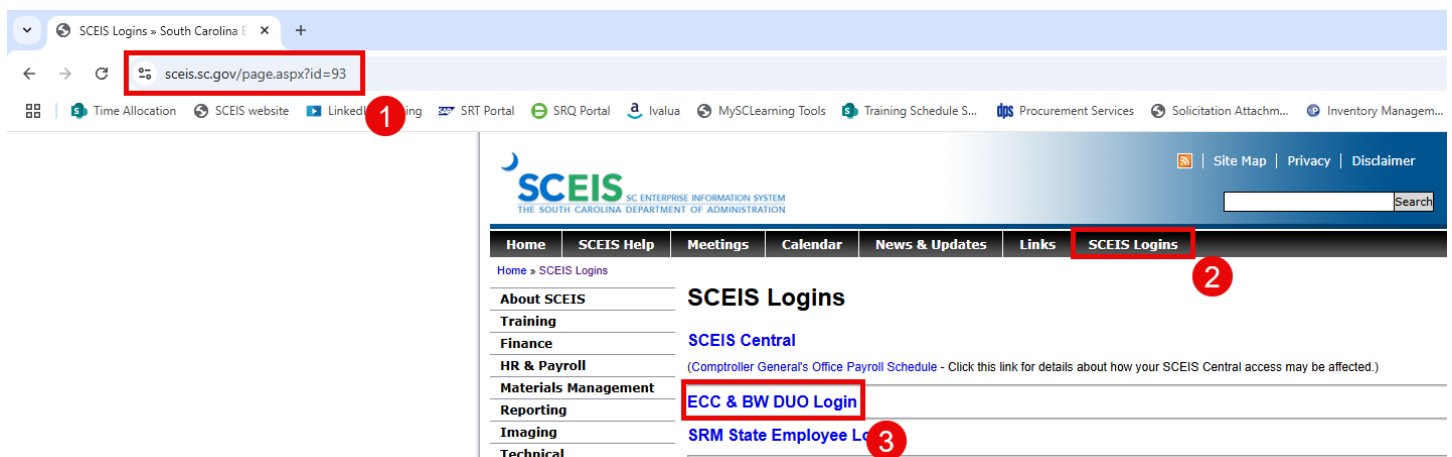 SCEIS Logins » South Carolina E
sceis.sc.gov/page.aspx?id=93
1
Time Allocation SCEIS website Linked ing SRT Portal SRQ Portal Ivalua MySCLearning Tools Training Schedule S... dps Procurement Services Solicitation Attachm... Inventory Managem...
Site Map | Privacy | Disclaimer
SCEIS SC ENTERPRISE INFORMATION SYSTEM
THE SOUTH CAROLINA DEPARTMENT OF ADMINISTRATION
Search
Home SCEIS Help Meetings Calendar News & Updates Links SCEIS Logins
2
Home » SCEIS Logins
About SCEIS
Training
Finance
HR & Payroll
Materials Management
Reporting
Imaging
Technical
SCEIS Logins
SCEIS Central
(Comptroller General's Office Payroll Schedule - Click this link for details about how your SCEIS Central access may be affected.)
ECC & BW DUO Login
SRM State Employee Lo
3